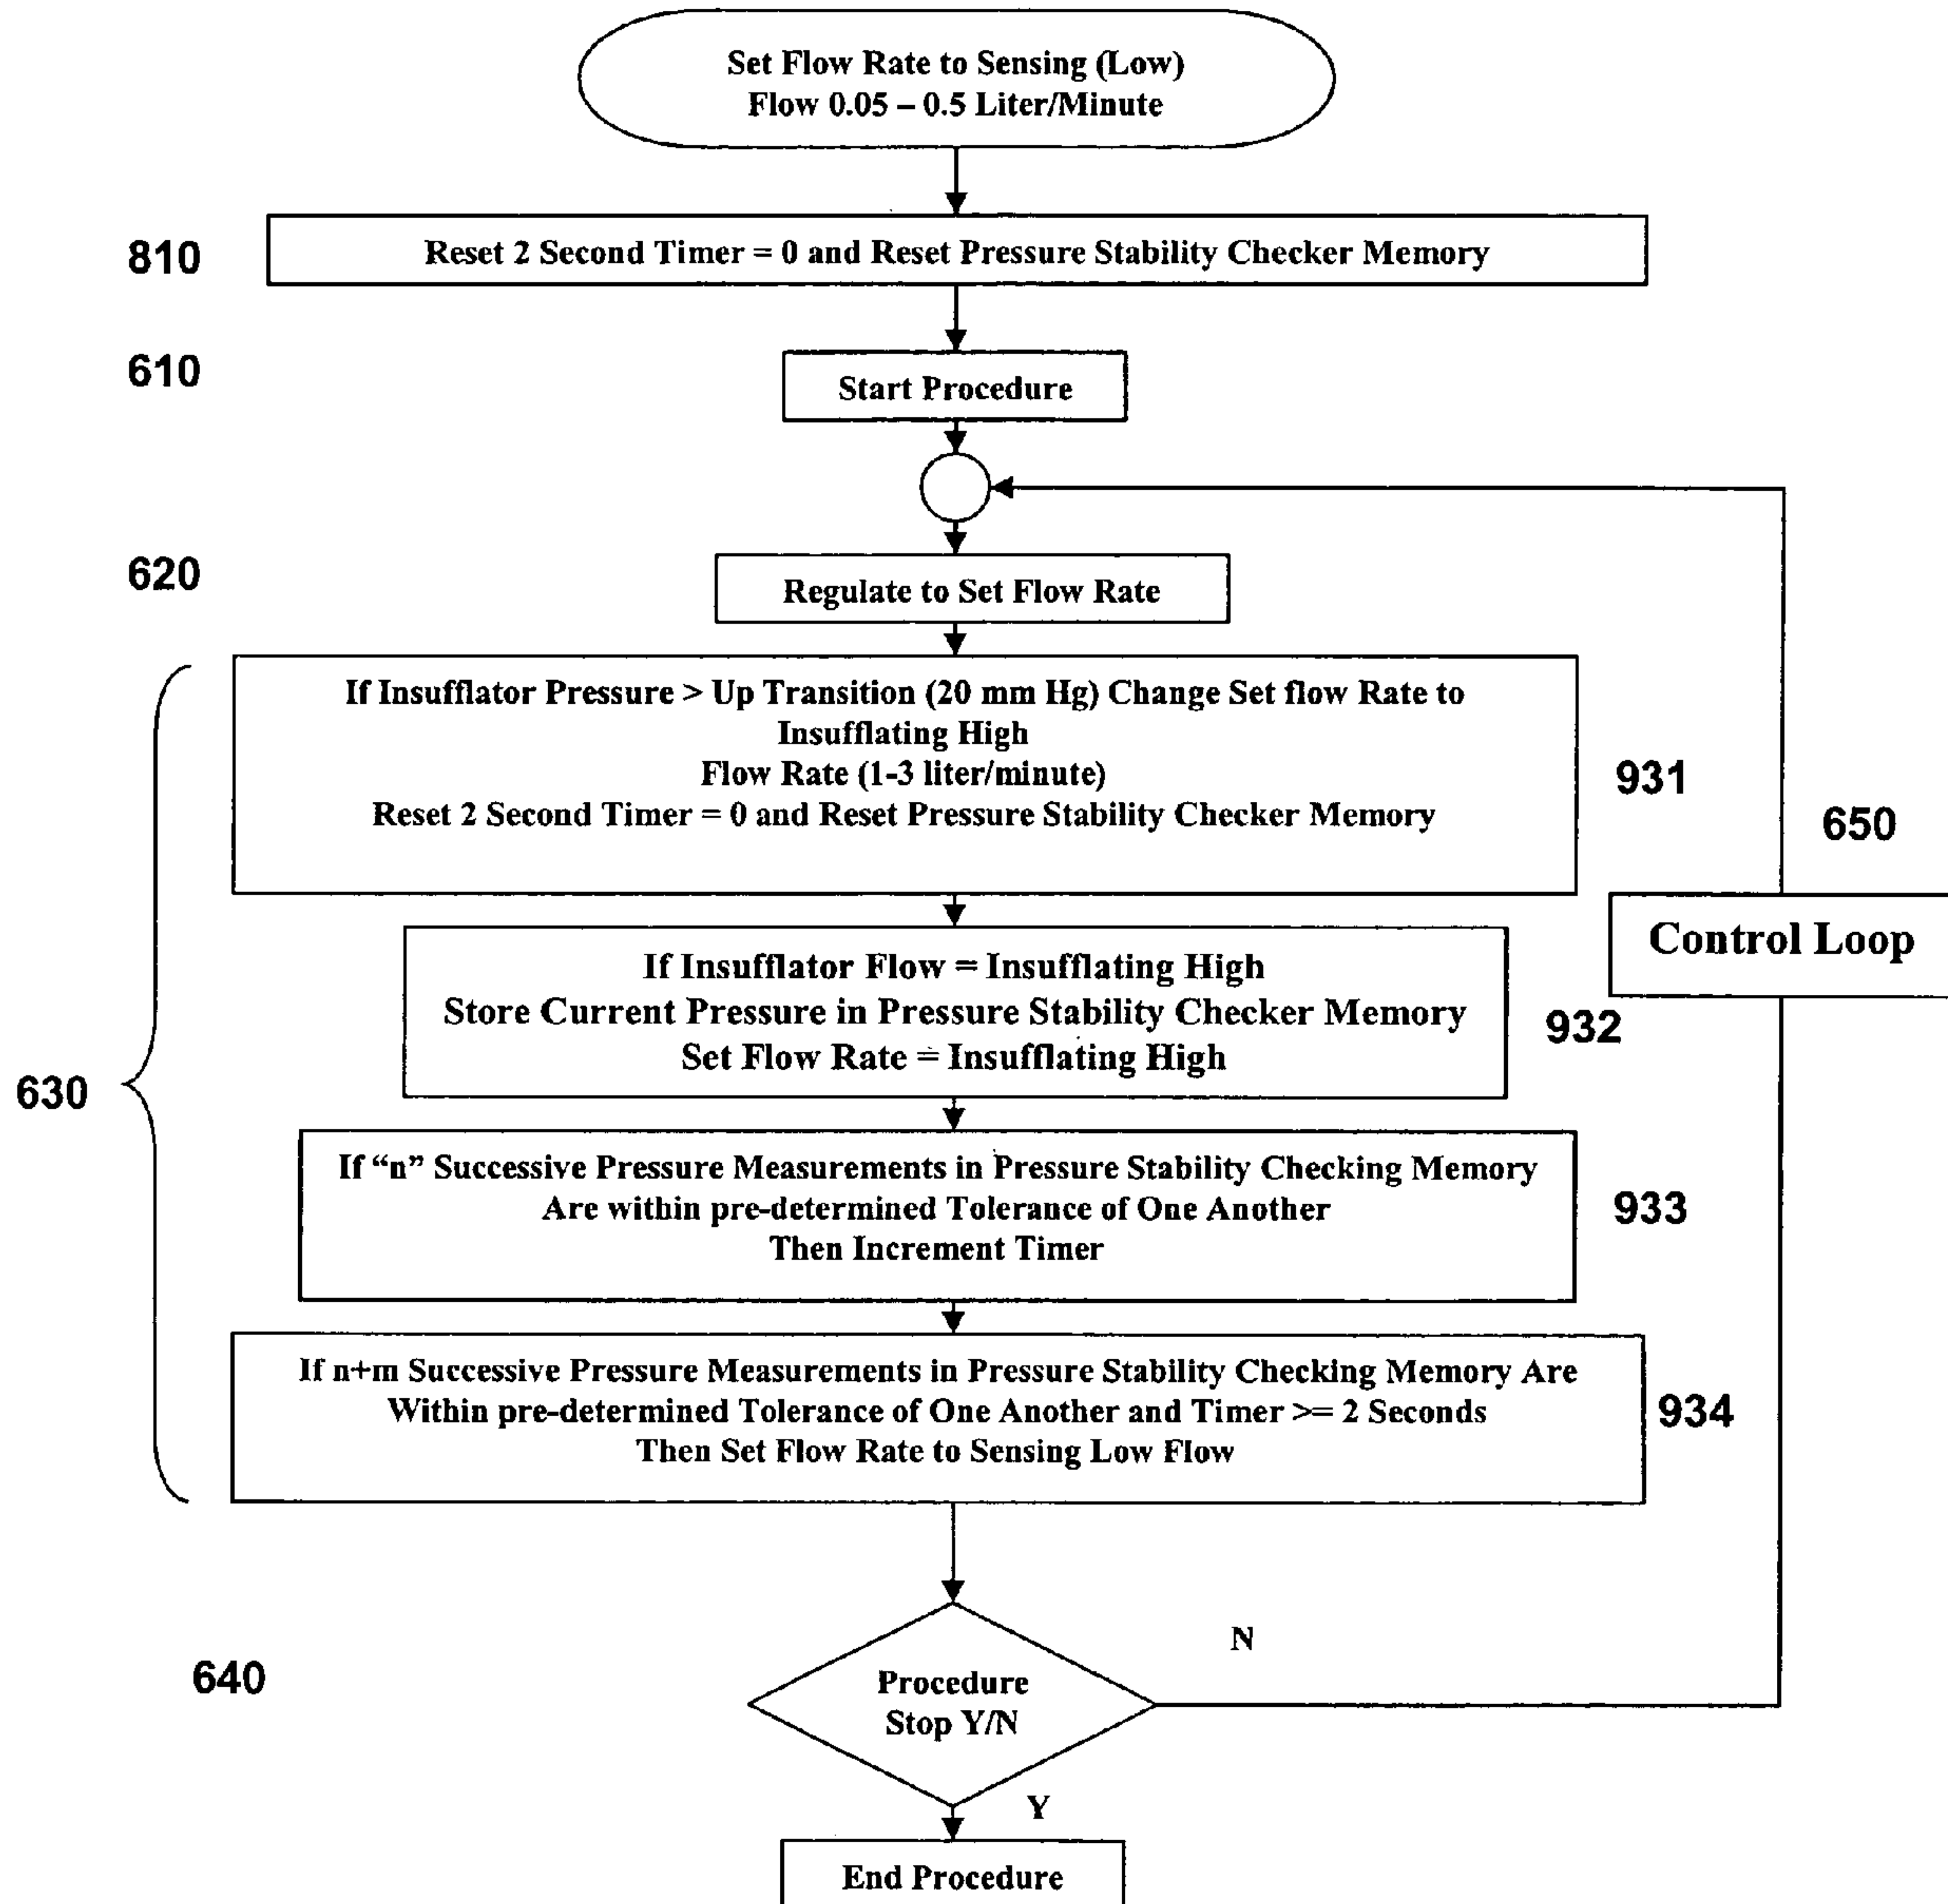 Set Flow Rate to Sensing (Low)
Flow 0.05 – 0.5 Liter/Minute
810
Reset 2 Second Timer = 0 and Reset Pressure Stability Checker Memory
610
Start Procedure
620
Regulate to Set Flow Rate
If Insufflator Pressure > Up Transition (20 mm Hg) Change Set flow Rate to
Insufflating High
Flow Rate (1-3 liter/minute)
Reset 2 Second Timer = 0 and Reset Pressure Stability Checker Memory
931
650
Control Loop
If Insufflator Flow = Insufflating High
Store Current Pressure in Pressure Stability Checker Memory
Set Flow Rate = Insufflating High
932
630
If “n” Successive Pressure Measurements in Pressure Stability Checking Memory
Are within pre-determined Tolerance of One Another
Then Increment Timer
933
If n+m Successive Pressure Measurements in Pressure Stability Checking Memory Are
Within pre-determined Tolerance of One Another and Timer >= 2 Seconds
Then Set Flow Rate to Sensing Low Flow
934
640
Procedure
Stop Y/N
N
Y
End Procedure